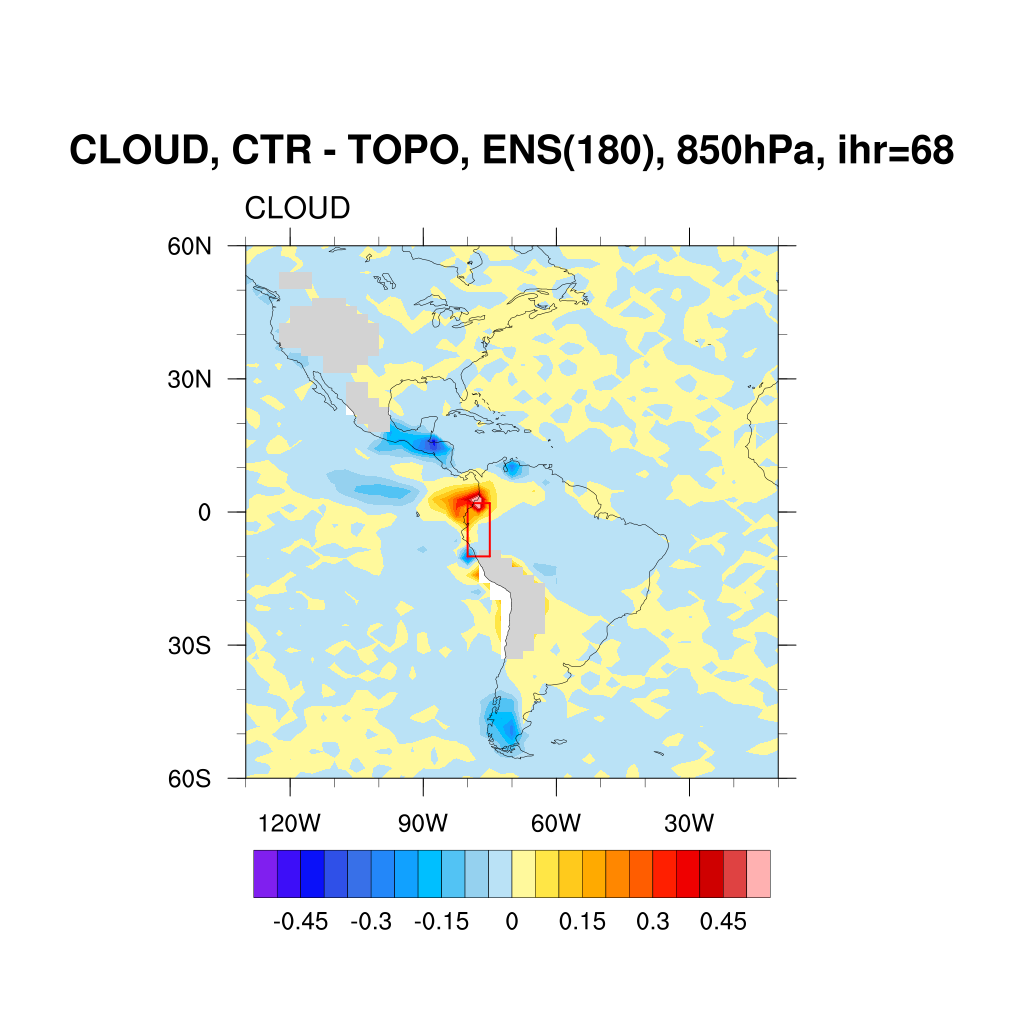 CLOUD, CTR - TOPO, ENS(180), 850hPa, ihr=68
CLOUD
60N
30N
0
30S
60S
120W 90W 60W 30W
-0.45 -0.3 -0.15 0 0.15 0.3 0.45